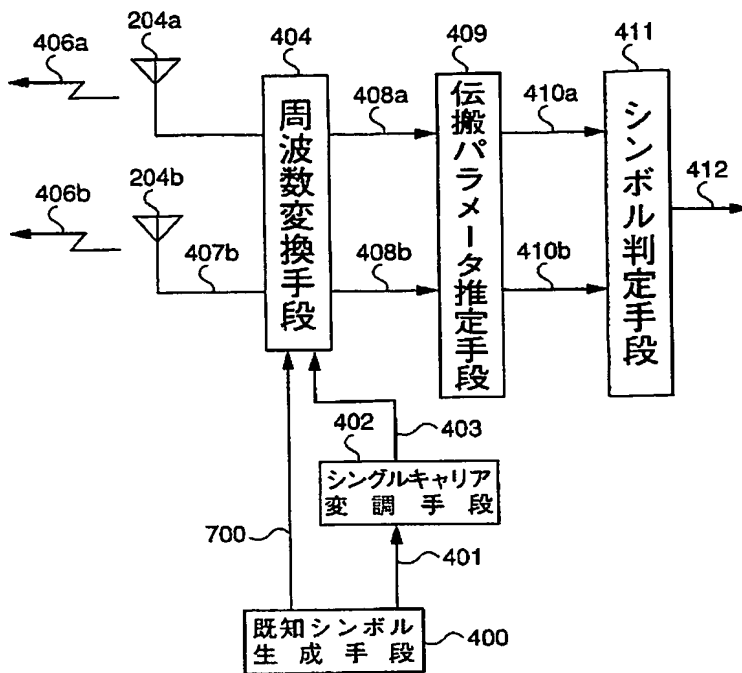 204a
404
409
411
406a
周波数変換手段
伝搬パラメータ推定手段
シンボル判定手段
408a
410a
412
204b
406b
407b
408b
410b
402
403
シングルキャリア
変調手段
700
401
既知シンボル
生成手段
400